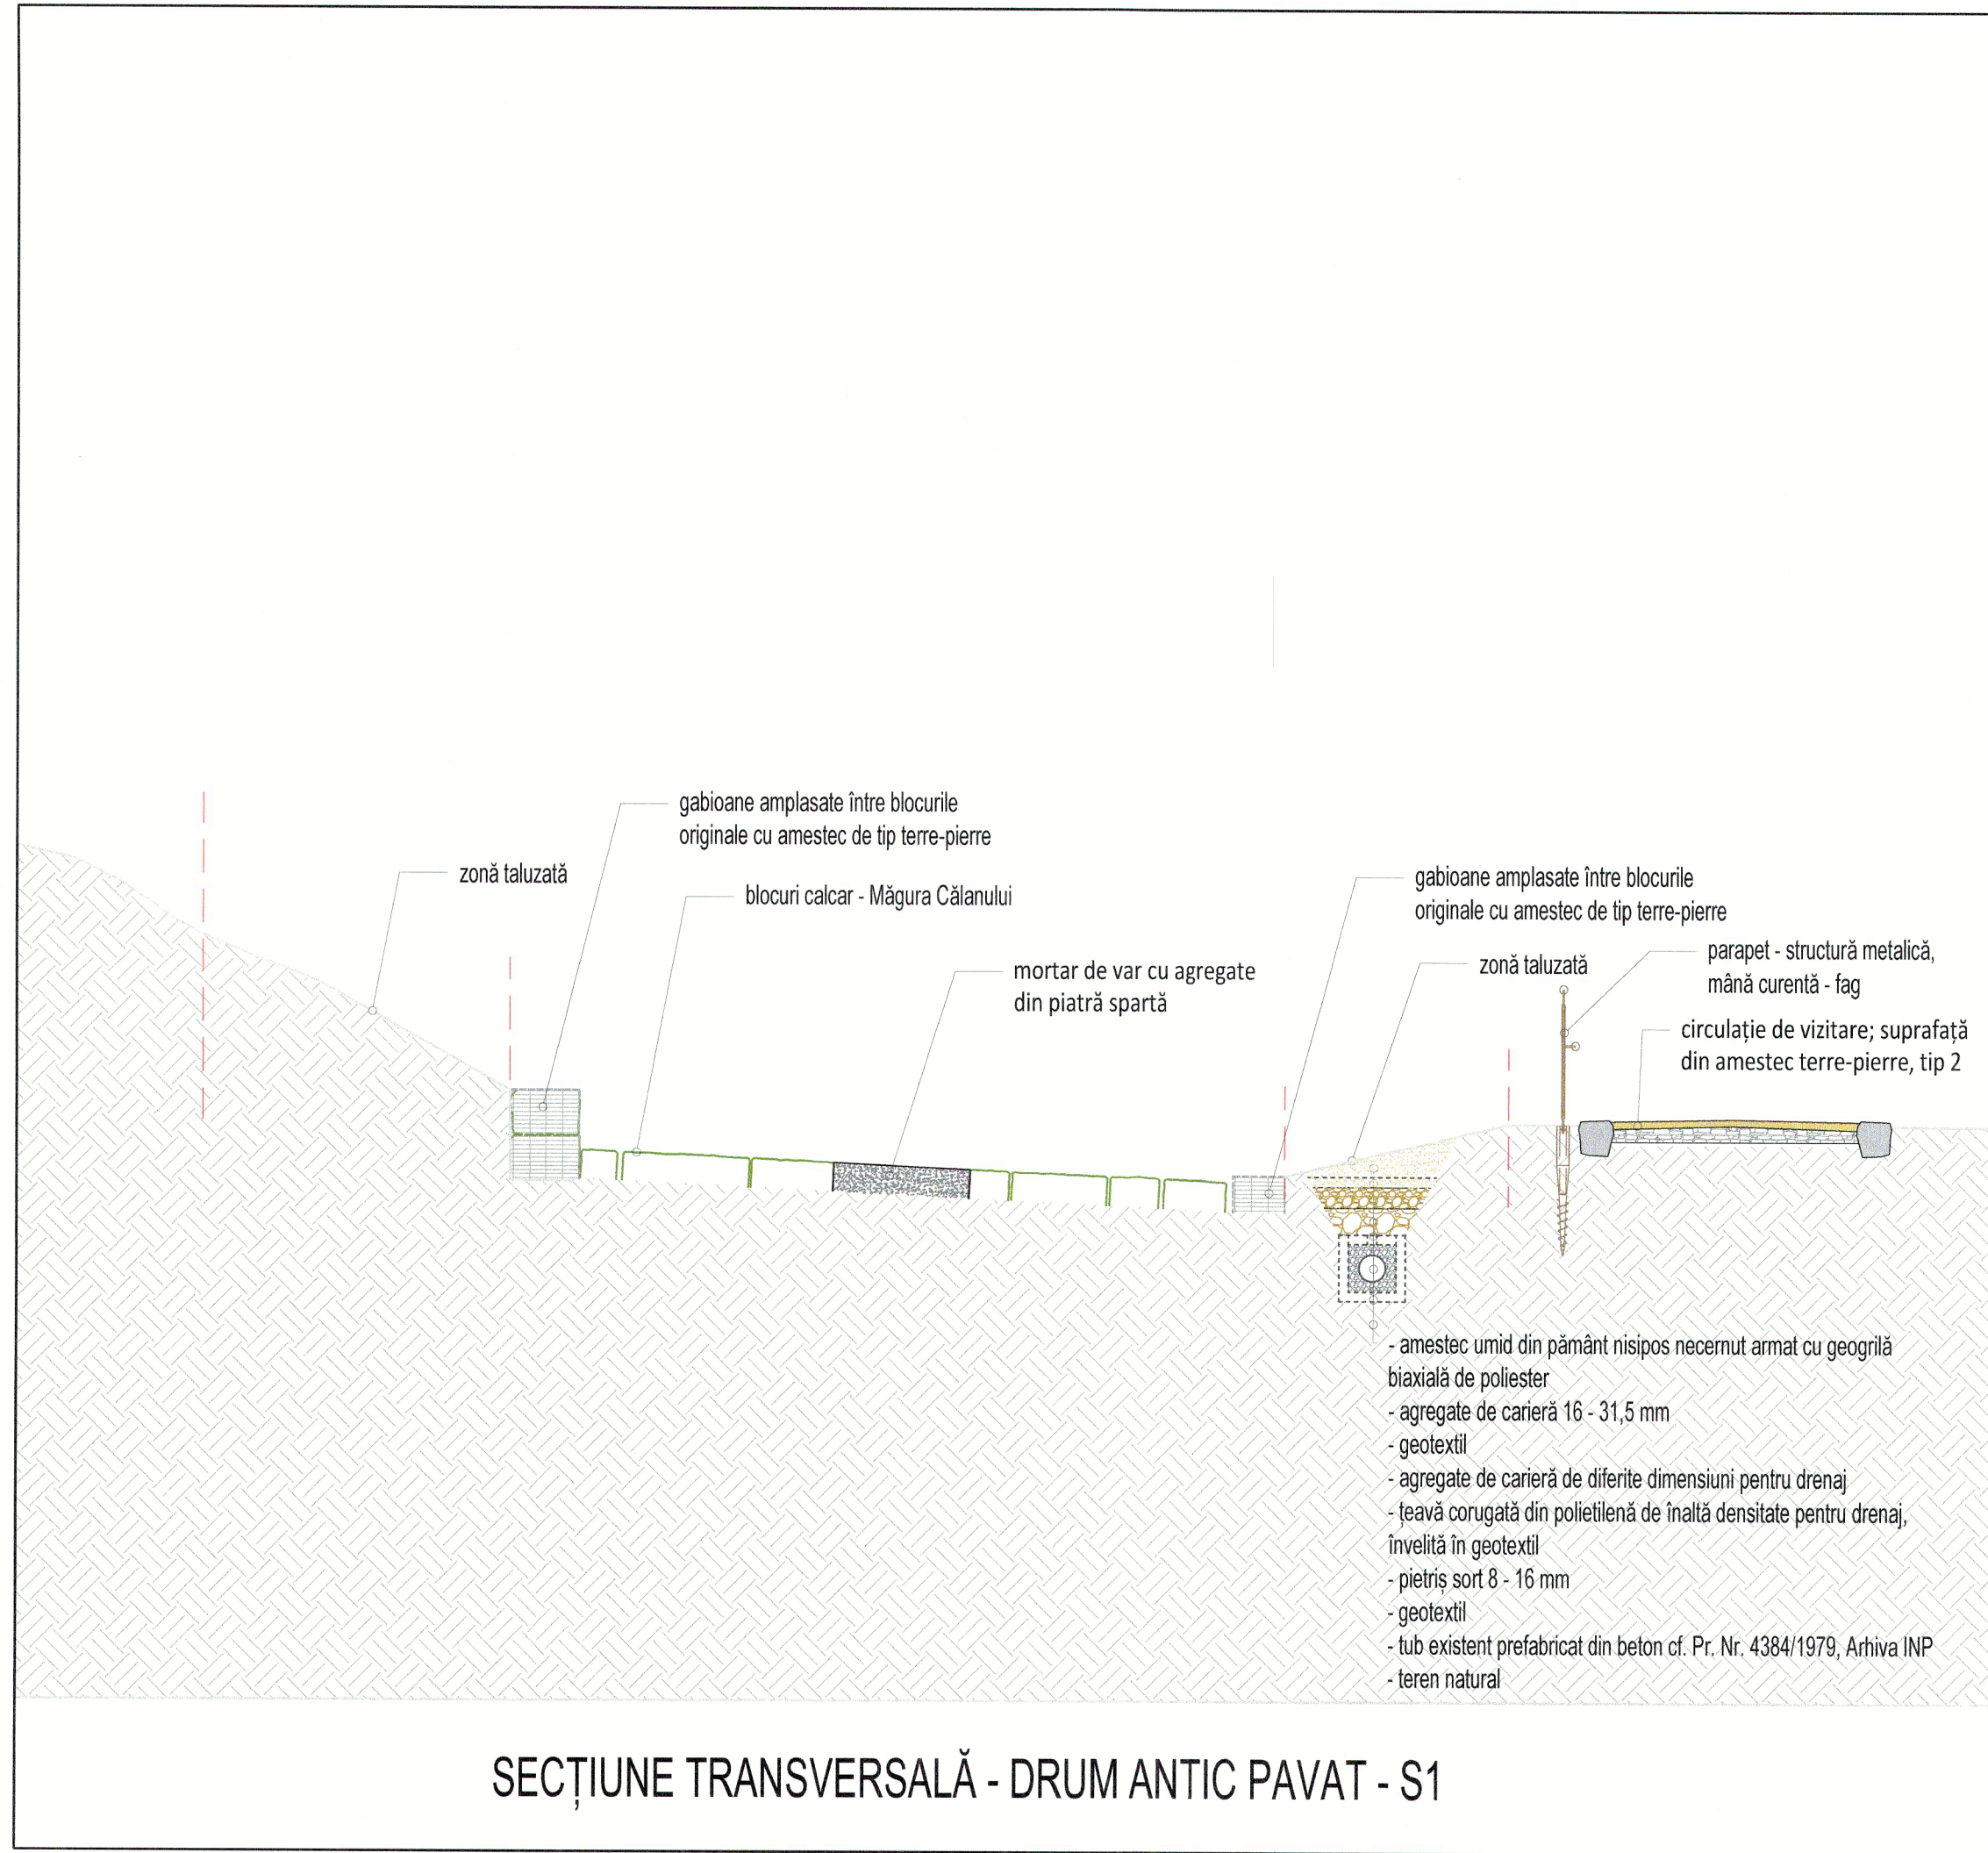 gabioane amplasate între blocurile
originale cu amestec de tip terre-pierre
zonă taluzată
blocuri calcar - Măgura Călanului
mortar de var cu agregate
din piatră spartă
gabioane amplasate între blocurile
originale cu amestec de tip terre-pierre
zonă taluzată
parapet - structură metalică,
mână curentă - fag
circulație de vizitare; suprafață
din amestec terre-pierre, tip 2
- amestec umid din pământ nisipos necernut armat cu geogrilă
biaxială de poliester
- agregate de carieră 16 - 31,5 mm
- geotextil
- agregate de carieră de diferite dimensiuni pentru drenaj
- țeavă corugată din polietilenă de înaltă densitate pentru drenaj,
învelită în geotextil
- pietriș sort 8 - 16 mm
- geotextil
- tub existent prefabricat din beton cf. Pr. Nr. 4384/1979, Arhiva INP
- teren natural
SECȚIUNE TRANSVERSALĂ - DRUM ANTIC PAVAT - S1